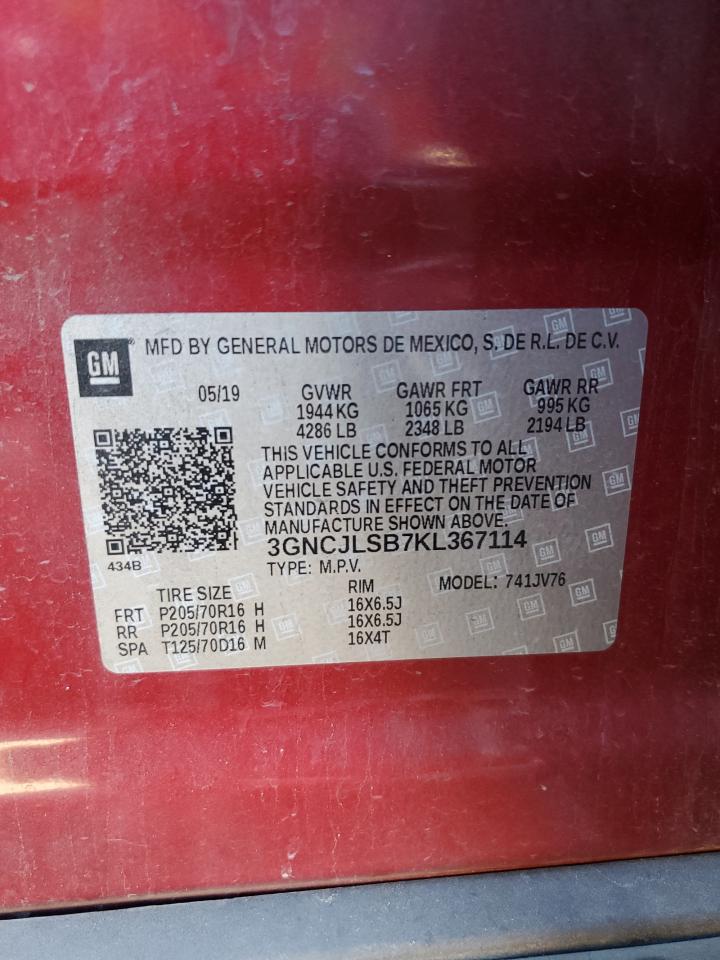 GM
MFD BY GENERAL MOTORS DE MEXICO, S. DE R.L. DE C.V.
05/19 GVWR GAWR FRT GAWR RR
1944 KG 1065 KG 995 KG
4286 LB 2348 LB 2194 LB
THIS VEHICLE CONFORMS TO ALL
APPLICABLE U.S. FEDERAL MOTOR
VEHICLE SAFETY AND THEFT PREVENTION
STANDARDS IN EFFECT ON THE DATE OF
MANUFACTURE SHOWN ABOVE.
3GNCJLSB7KL367114
434B
TYPE: M.P.V. MODEL: 741JV76
TIRE SIZE RIM
FRT P205/70R16 H 16X6.5J
RR P205/70R16 H 16X6.5J
SPA T125/70D16 M 16X4T